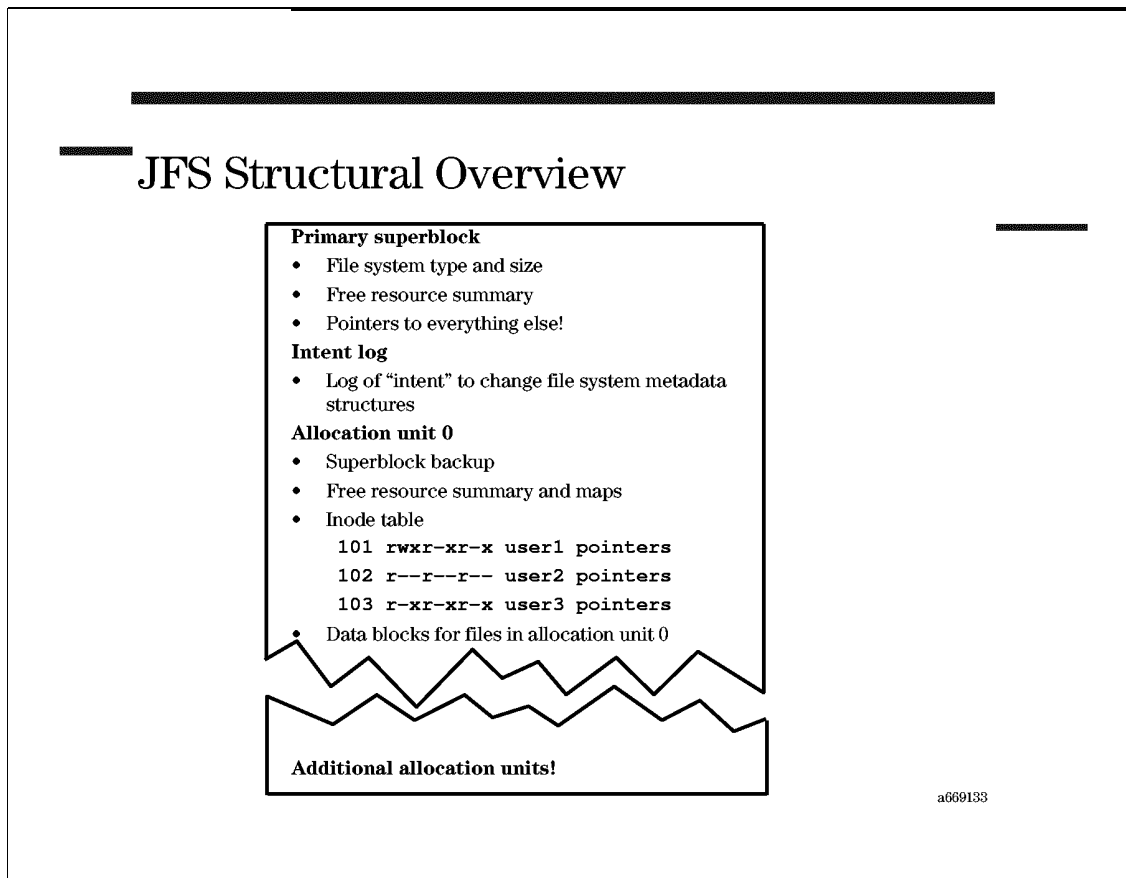 JFS Structural Overview
Primary superblock
• File system type and size
• Free resource summary
• Pointers to everything else!
Intent log
• Log of “intent” to change file system metadata
structures
Allocation unit 0
• Superblock backup
• Free resource summary and maps
• Inode table
101 rwxr-xr-x user1 pointers
102 r--r--r-- user2 pointers
103 r-xr-xr-x user3 pointers
• Data blocks for files in allocation unit 0
Additional allocation units!
a669133